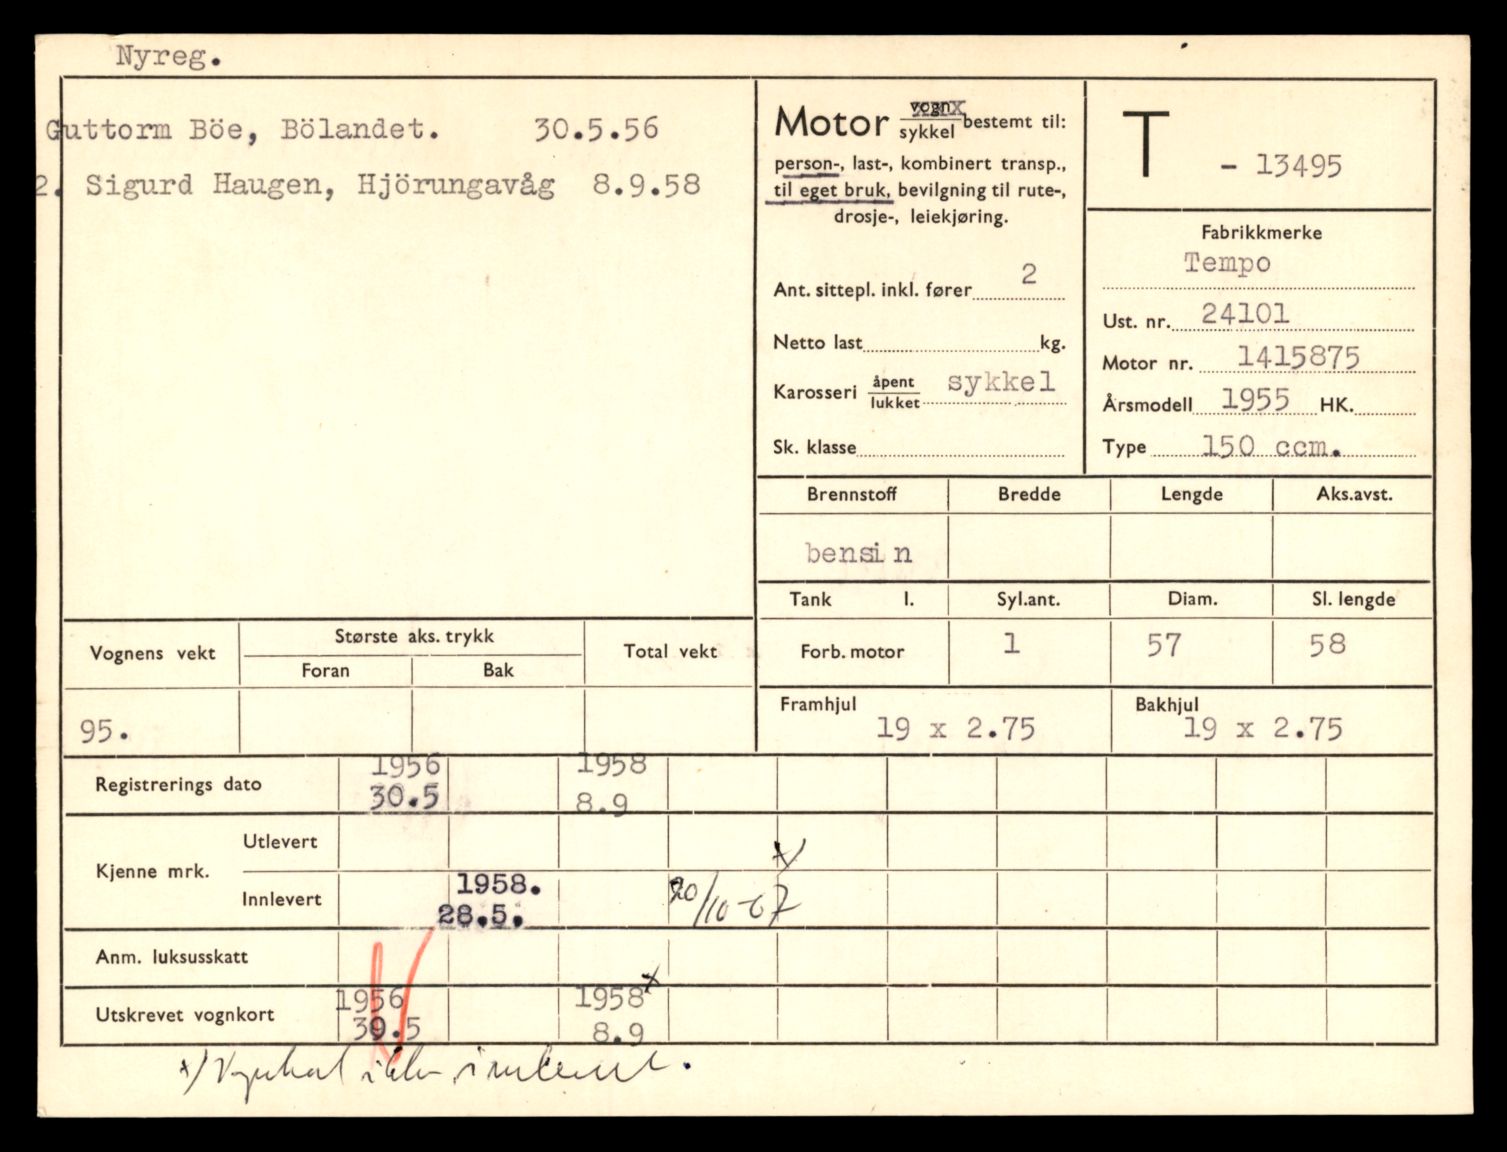 Nyreg.
Guttorm Böe, Bölandet. 30.5.56
2. Sigurd Haugen, Hjörungavåg 8.9.58
Motor vogn sykkel bestemt til:
person-, last-, kombinert transp.,
til eget bruk, bevilgning til rute-,
drosje-, leiekjøring.
Ant. sittepl. inkl. fører 2
Netto last kg.
Karosseri åpent lukket sykkel
Sk. klasse
T - 13495
Fabrikkmerke
Tempo
Ust. nr. 24101
Motor nr. 1415875
Årsmodell 1955 HK.
Type 150 ccm.
Brennstoff Bredde Lengde Aks.avst.
bensin
Tank l. Syl.ant. Diam. Sl. lengde
Forb. motor 1 57 58
Framhjul Bakhjul
19 x 2.75 19 x 2.75
Vognens vekt Største aks. trykk Total vekt
Foran Bak
95.
Registrerings dato 1956 1958
30.5 8.9
Kjenne mrk. Utlevert x)
Innlevert 1958. 20/10-67
28.5.
Anm. luksusskatt
Utskrevet vognkort 1956 1958 x
30.5 8.9
x) Vognkort ikke innlevert.